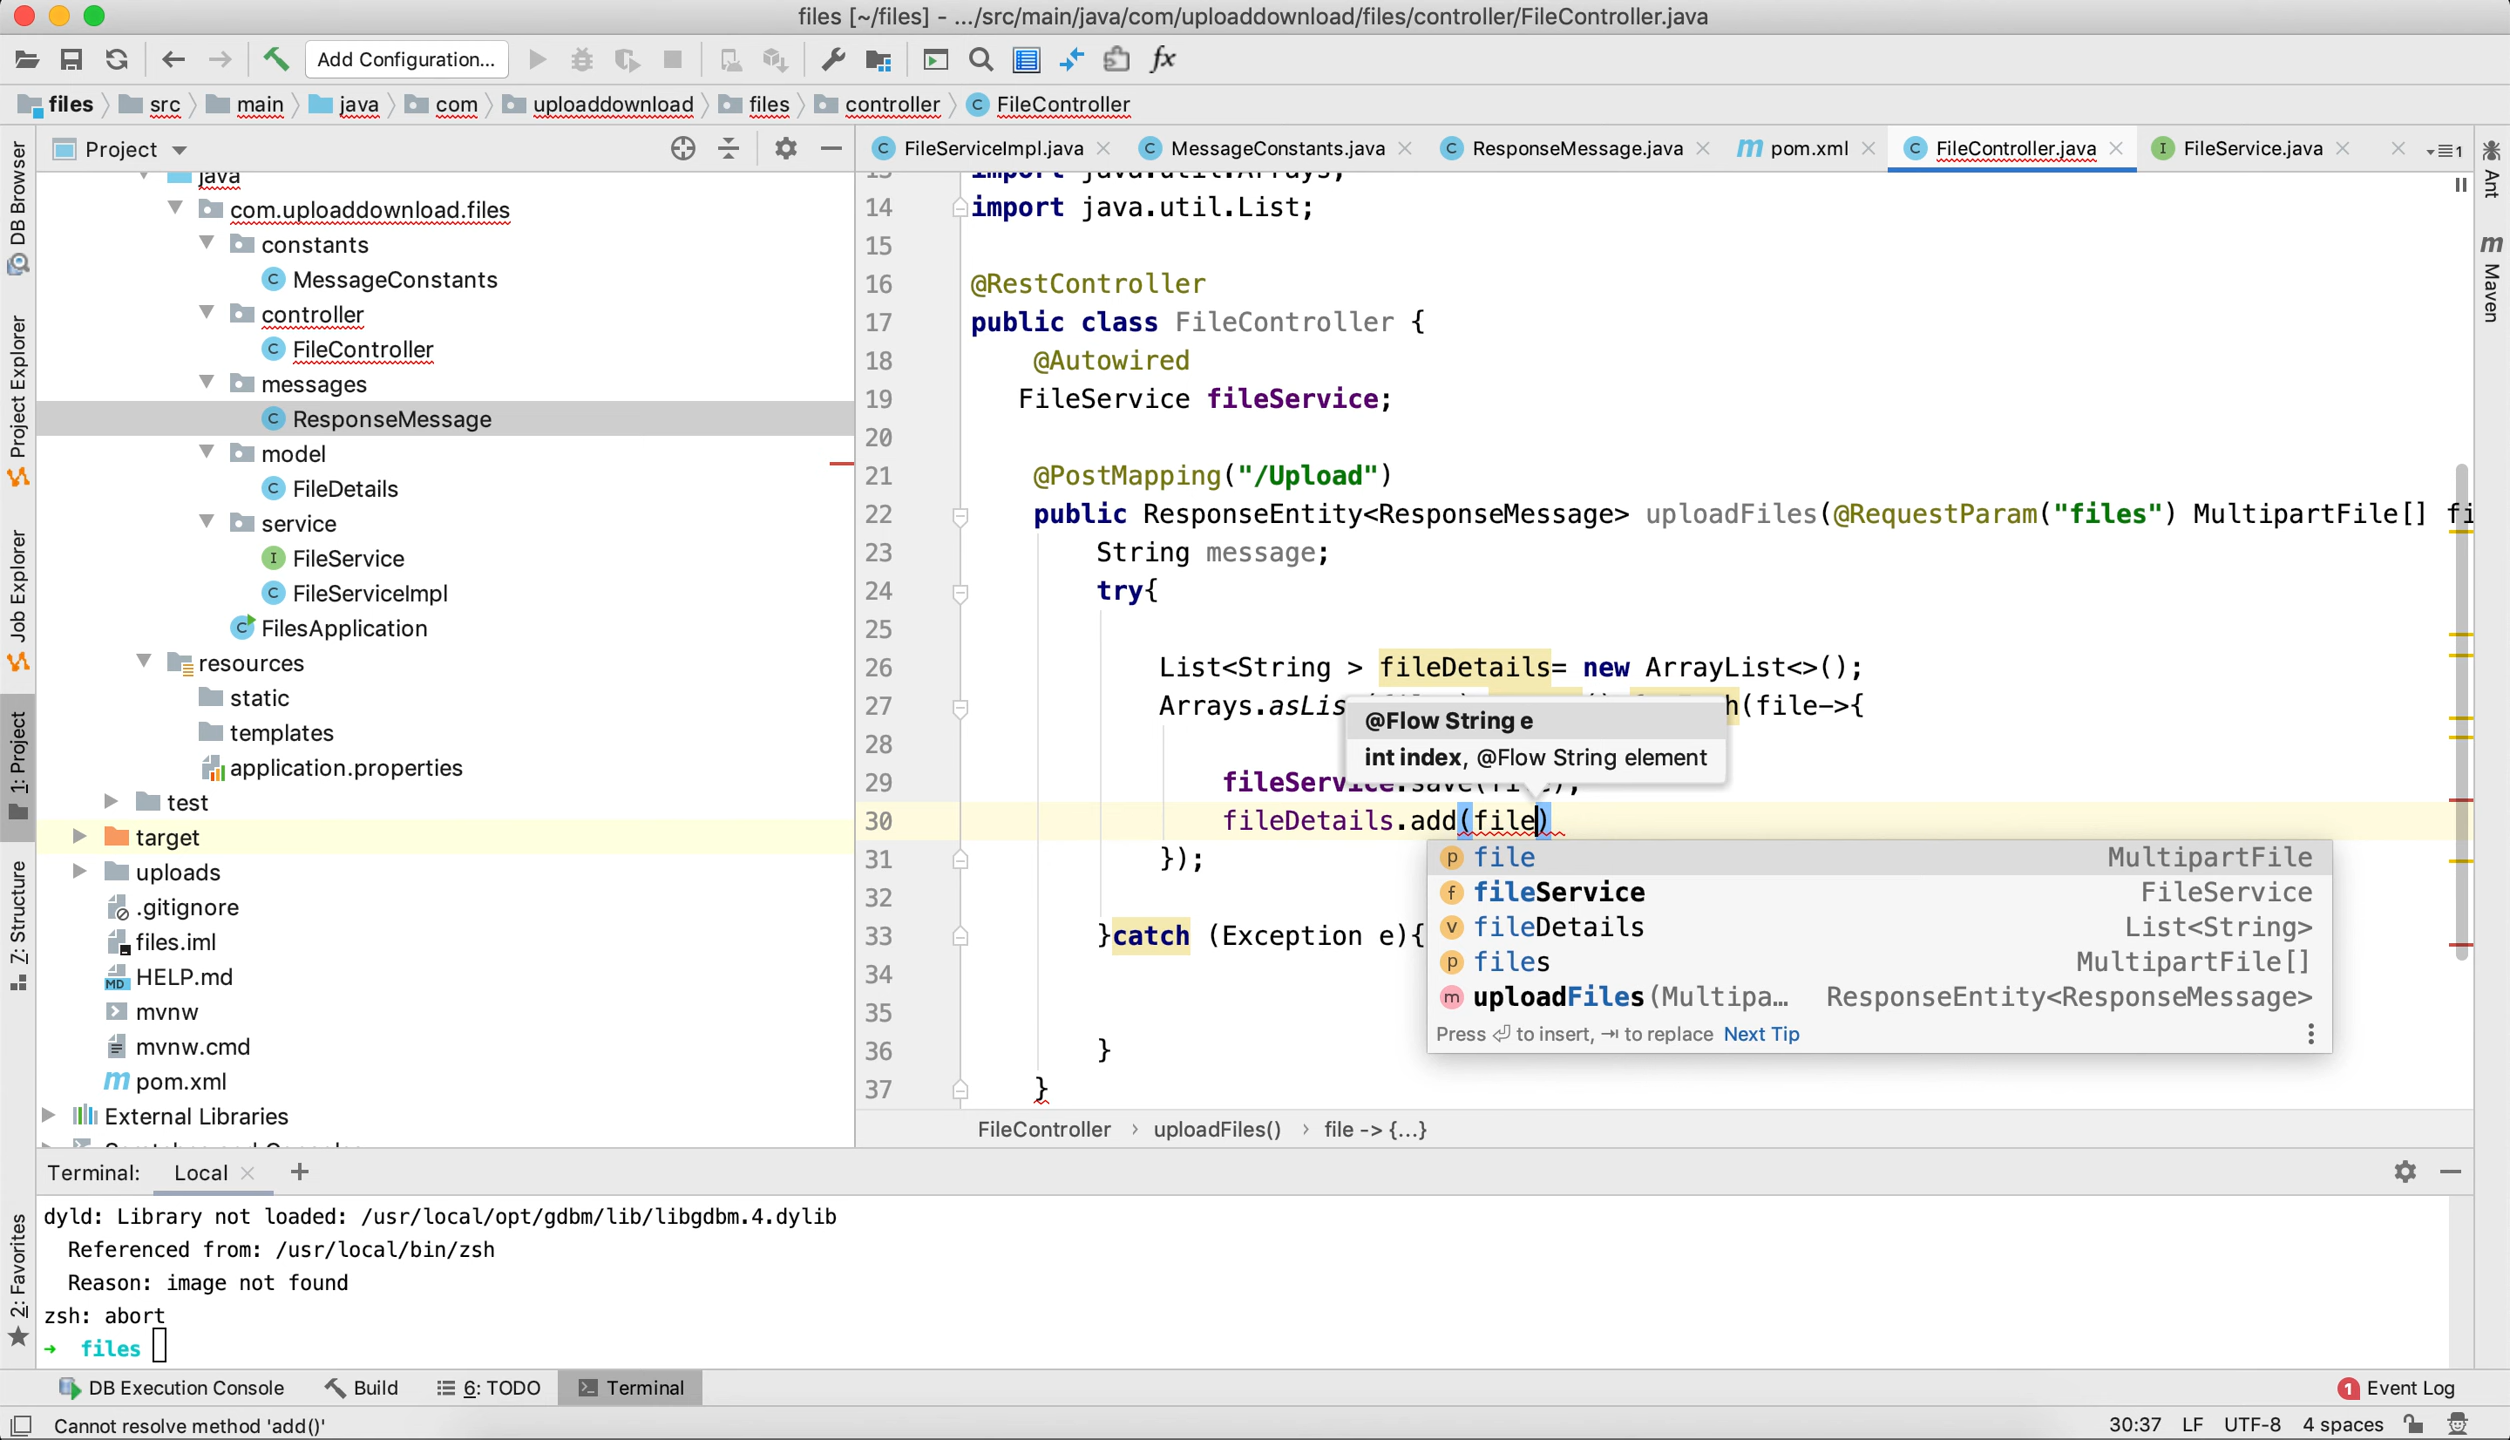 files [~/files] - .../src/main/java/com/uploaddownload/files/controller/FileController.java
Add Configuration...
files src main java com uploaddownload files controller FileController
DB Browser
Project Explorer
Job Explorer
1: Project
7: Structure
2: Favorites
Project
java
com.uploaddownload.files
constants
MessageConstants
controller
FileController
messages
ResponseMessage
model
FileDetails
service
FileService
FileServiceImpl
FilesApplication
resources
static
templates
application.properties
test
target
uploads
.gitignore
files.iml
HELP.md
mvnw
mvnw.cmd
pom.xml
External Libraries
FileServiceImpl.java MessageConstants.java ResponseMessage.java pom.xml FileController.java FileService.java 1
Ant
Maven
13 import java.util.Arrays;
14 import java.util.List;
15
16 @RestController
17 public class FileController {
18 @Autowired
19 FileService fileService;
20
21 @PostMapping("/Upload")
22 public ResponseEntity<ResponseMessage> uploadFiles(@RequestParam("files") MultipartFile[] fi
23 String message;
24 try{
25
26 List<String > fileDetails= new ArrayList<>();
27 Arrays.asLis h(file->{
28
29 fileService.save(file);
30 fileDetails.add(file)
31 });
32
33 }catch (Exception e){
34
35
36 }
37 }
@Flow String e
int index, @Flow String element
file MultipartFile
fileService FileService
fileDetails List<String>
files MultipartFile[]
uploadFiles(Multipa... ResponseEntity<ResponseMessage>
Press ⏎ to insert, ⇥ to replace Next Tip
FileController › uploadFiles() › file -> {...}
Terminal: Local +
dyld: Library not loaded: /usr/local/opt/gdbm/lib/libgdbm.4.dylib
Referenced from: /usr/local/bin/zsh
Reason: image not found
zsh: abort
→ files
DB Execution Console Build 6: TODO Terminal 1 Event Log
Cannot resolve method 'add()' 30:37 LF UTF-8 4 spaces